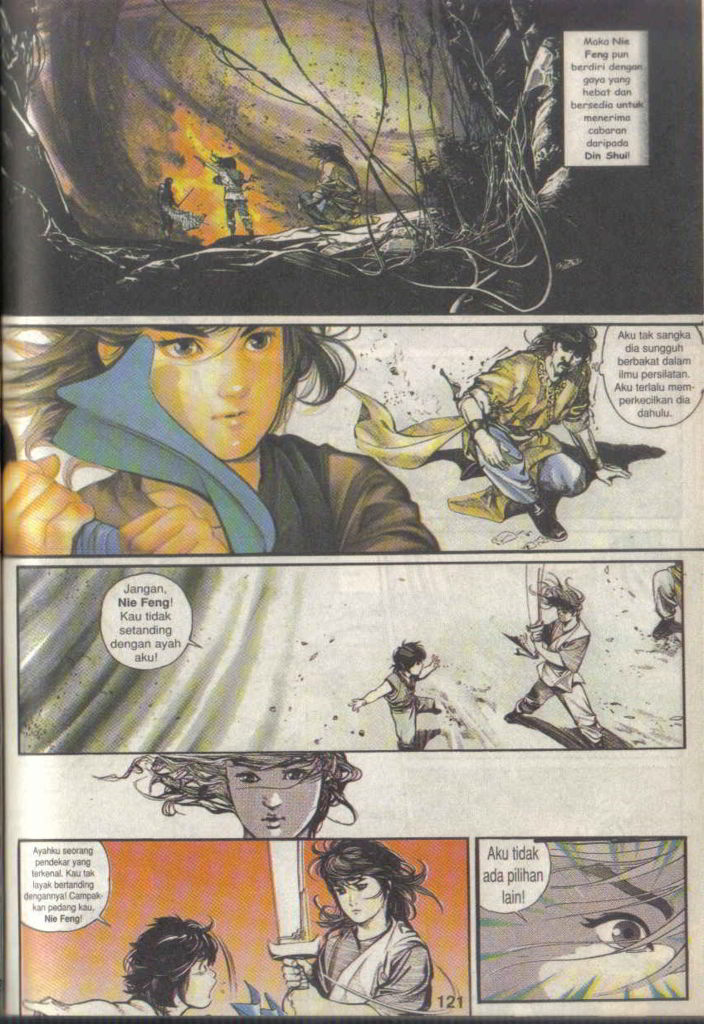 Maka Nie
Feng pun
berdiri dengan
gaya yang
hebat dan
bersedia untuk
menerima
cabaran
daripada
Din Shui!
Aku tak sangka
dia sungguh
berbakat dalam
ilmu persilatan.
Aku terlalu mem-
perkecilkan dia
dahulu.
Jangan,
Nie Feng!
Kau tidak
setanding
dengan ayah
aku!
Ayahku seorang
pendekar yang
terkenal. Kau tak
layak bertanding
dengannya! Campak-
kan pedang kau,
Nie Feng!
Aku tidak
ada pilihan
lain!
121